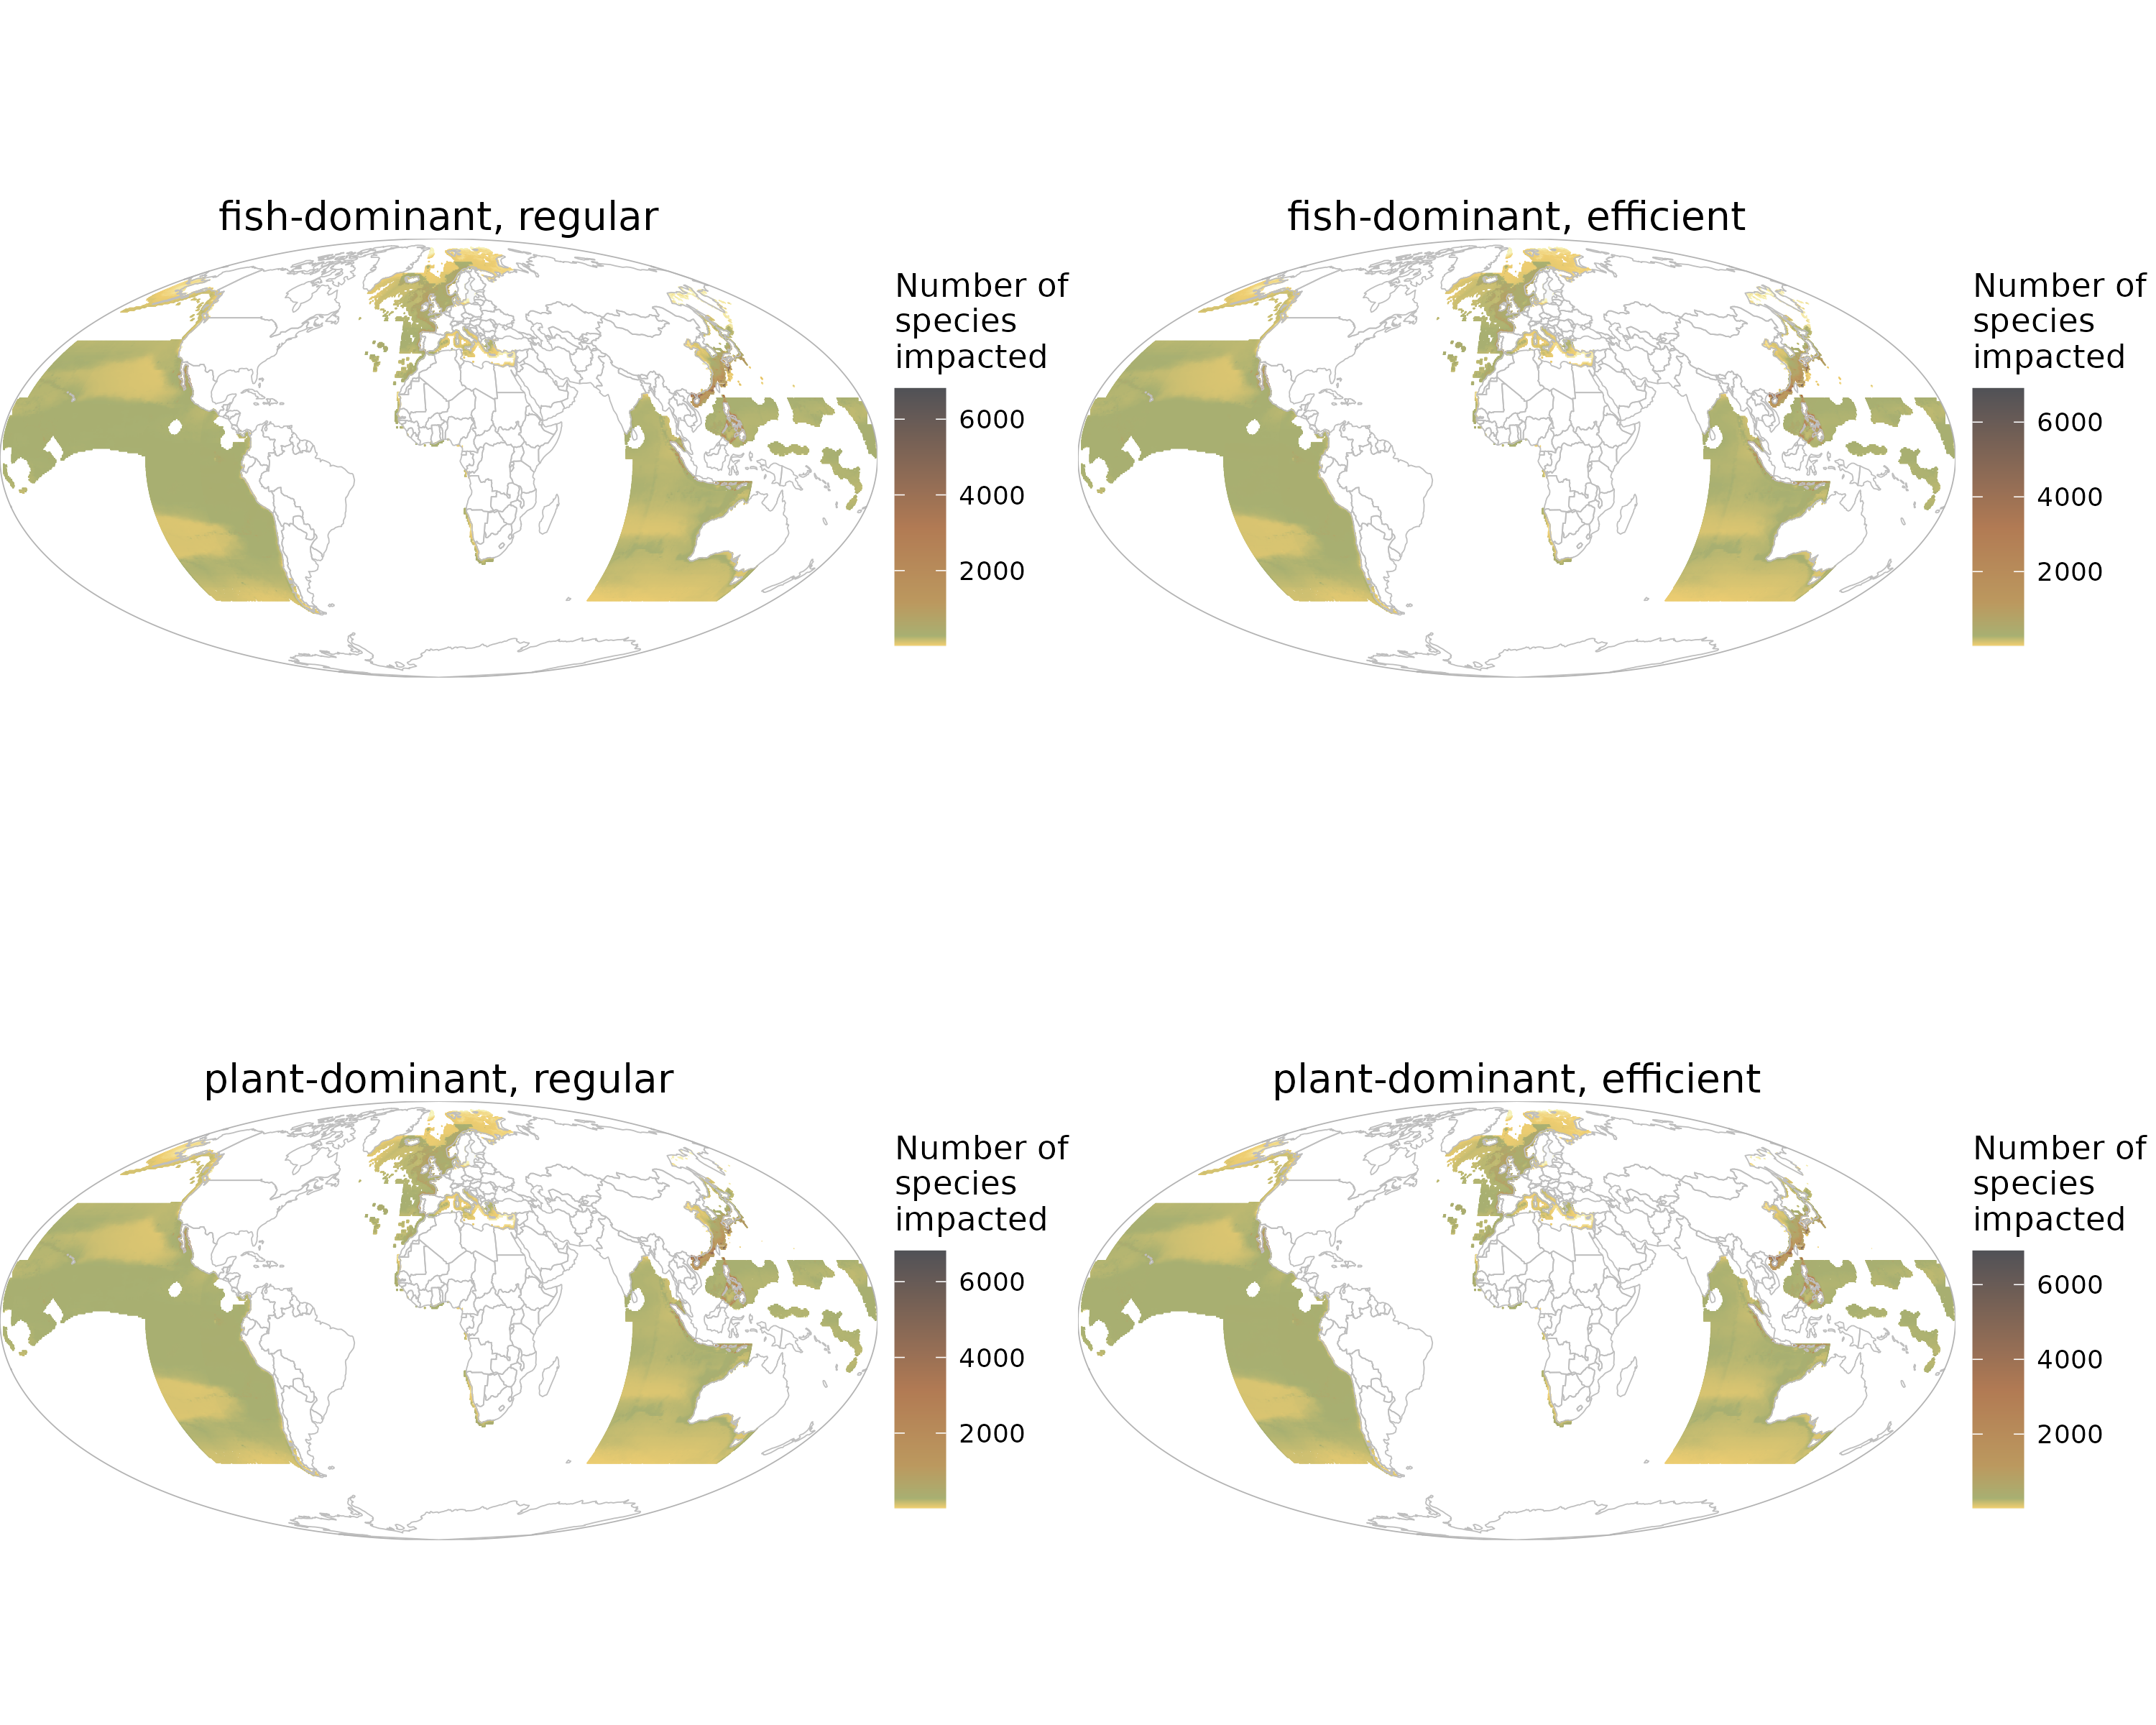 fish-dominant, regular
Number of
species
impacted
6000
4000
2000
fish-dominant, efficient
Number of
species
impacted
6000
4000
2000
plant-dominant, regular
Number of
species
impacted
6000
4000
2000
plant-dominant, efficient
Number of
species
impacted
6000
4000
2000